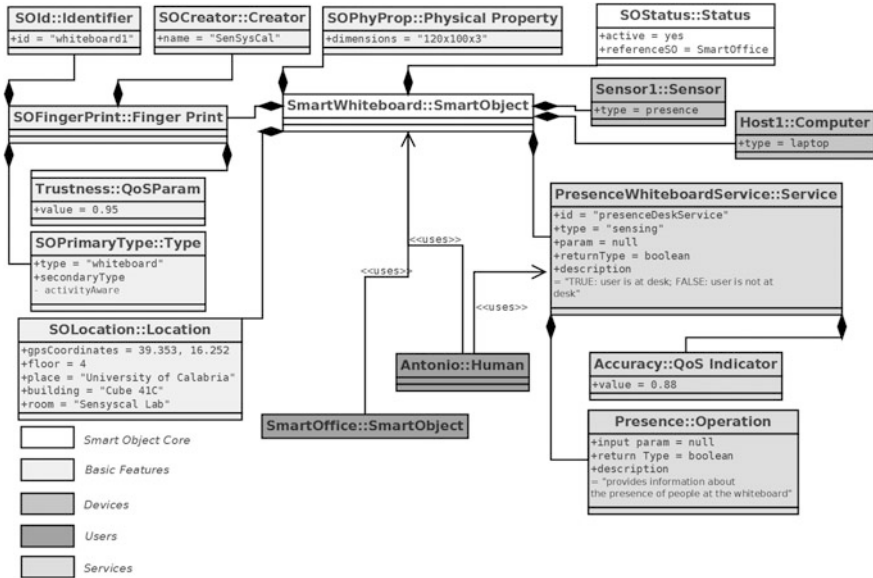 SOId::Identifier
+id = "whiteboard1"
SOCreator::Creator
+name = "SenSysCal"
SOPhyProp::Physical Property
+dimensions = "120x100x3"
SOStatus::Status
+active = yes
+referenceSO = SmartOffice
SOFingerPrint::Finger Print
SmartWhiteboard::SmartObject
Sensor1::Sensor
+type = presence
Host1::Computer
+type = laptop
Trustness::QoSParam
+value = 0.95
SOPrimaryType::Type
+type = "whiteboard"
+secondaryType
- activityAware
PresenceWhiteboardService::Service
+id = "presenceDeskService"
+type = "sensing"
+param = null
+returnType = boolean
+description
= "TRUE: user is at desk; FALSE: user is not at
desk"
<<uses>>
<<uses>>
<<uses>>
SOLocation::Location
+gpsCoordinates = 39.353, 16.252
+floor = 4
+place = "University of Calabria"
+building = "Cube 41C"
+room = "Sensyscal Lab"
Antonio::Human
Accuracy::QoS Indicator
+value = 0.88
SmartOffice::SmartObject
Presence::Operation
+input param = null
+return Type = boolean
+description
= "provides information about
the presence of people at the whiteboard"
Smart Object Core
Basic Features
Devices
Users
Services